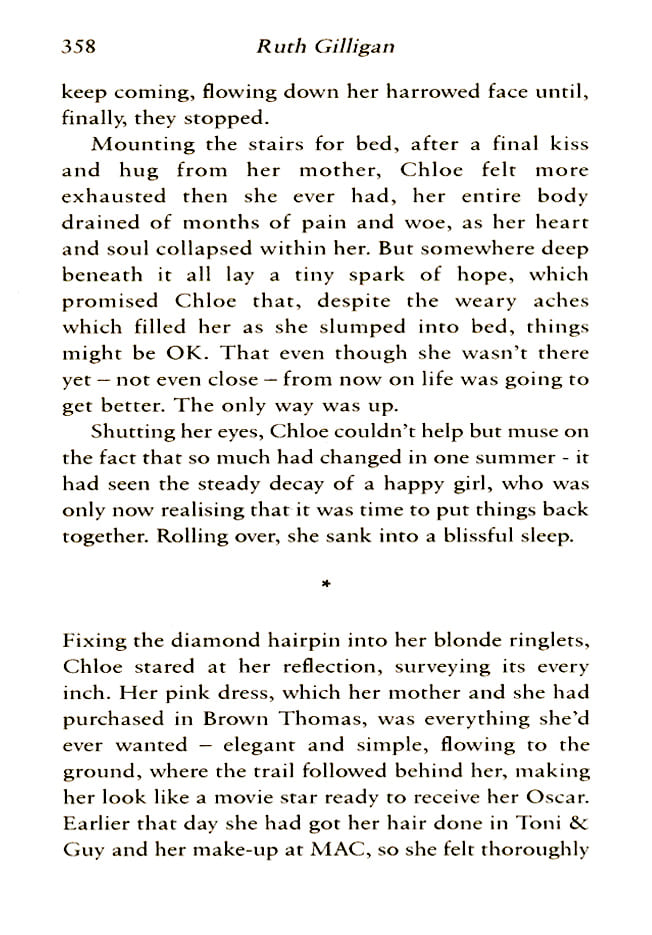 358 Ruth Gilligan
keep coming, flowing down her harrowed face until,
finally, they stopped.
Mounting the stairs for bed, after a final kiss
and hug from her mother, Chloe felt more
exhausted then she ever had, her entire body
drained of months of pain and woe, as her heart
and soul collapsed within her. But somewhere deep
beneath it all lay a tiny spark of hope, which
promised Chloe that, despite the weary aches
which filled her as she slumped into bed, things
might be OK. That even though she wasn't there
yet – not even close – from now on life was going to
get better. The only way was up.
Shutting her eyes, Chloe couldn't help but muse on
the fact that so much had changed in one summer - it
had seen the steady decay of a happy girl, who was
only now realising that it was time to put things back
together. Rolling over, she sank into a blissful sleep.
*
Fixing the diamond hairpin into her blonde ringlets,
Chloe stared at her reflection, surveying its every
inch. Her pink dress, which her mother and she had
purchased in Brown Thomas, was everything she'd
ever wanted – elegant and simple, flowing to the
ground, where the trail followed behind her, making
her look like a movie star ready to receive her Oscar.
Earlier that day she had got her hair done in Toni &
Guy and her make-up at MAC, so she felt thoroughly